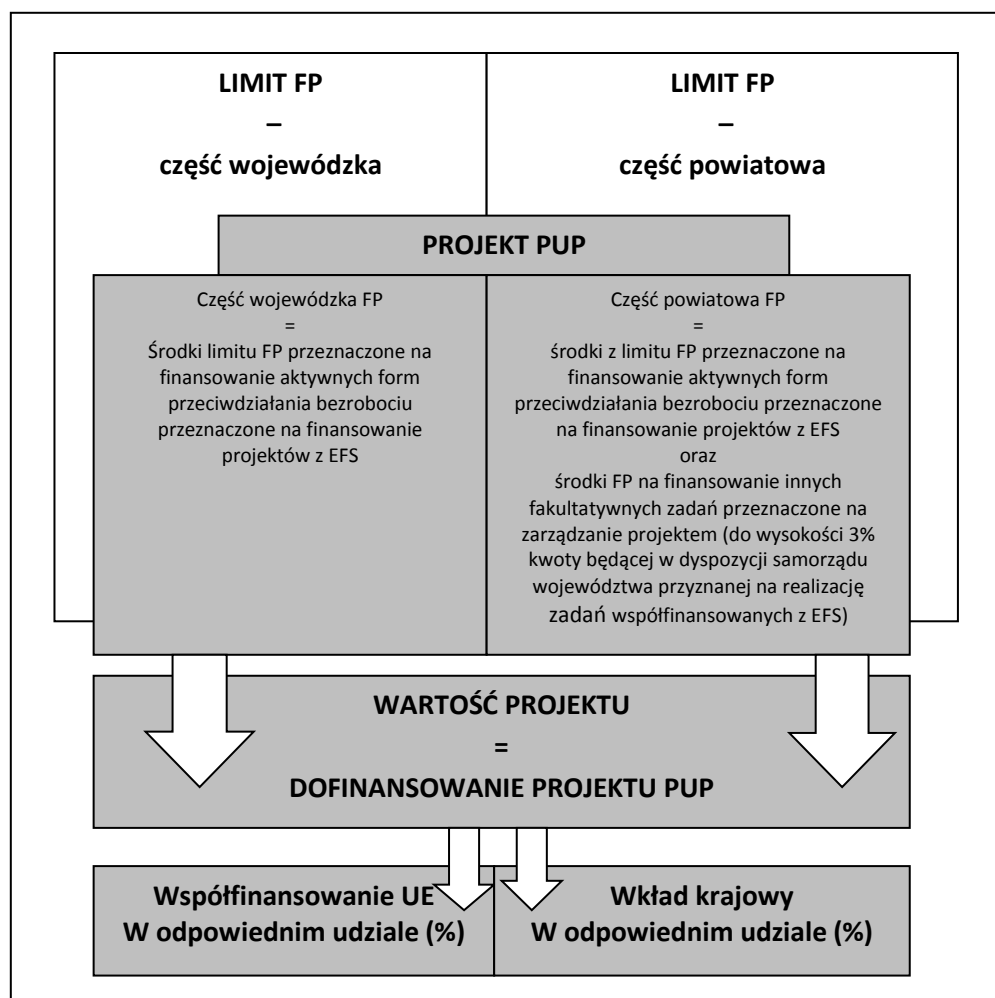 LIMIT FP
–
część wojewódzka
LIMIT FP
–
część powiatowa
PROJEKT PUP
Część wojewódzka FP
=
Środki limitu FP przeznaczone na
finansowanie aktywnych form
przeciwdziałania bezrobociu
przeznaczone na finansowanie
projektów z EFS
Część powiatowa FP
=
środki z limitu FP przeznaczone na
finansowanie aktywnych form
przeciwdziałania bezrobociu przeznaczone
na finansowanie projektów z EFS
oraz
środki FP na finansowanie innych
fakultatywnych zadań przeznaczone na
zarządzanie projektem (do wysokości 3%
kwoty będącej w dyspozycji samorządu
województwa przyznanej na realizację
zadań współfinansowanych z EFS)
WARTOŚĆ PROJEKTU
=
DOFINANSOWANIE PROJEKTU PUP
Współfinansowanie UE
W odpowiednim udziale (%)
Wkład krajowy
W odpowiednim udziale (%)